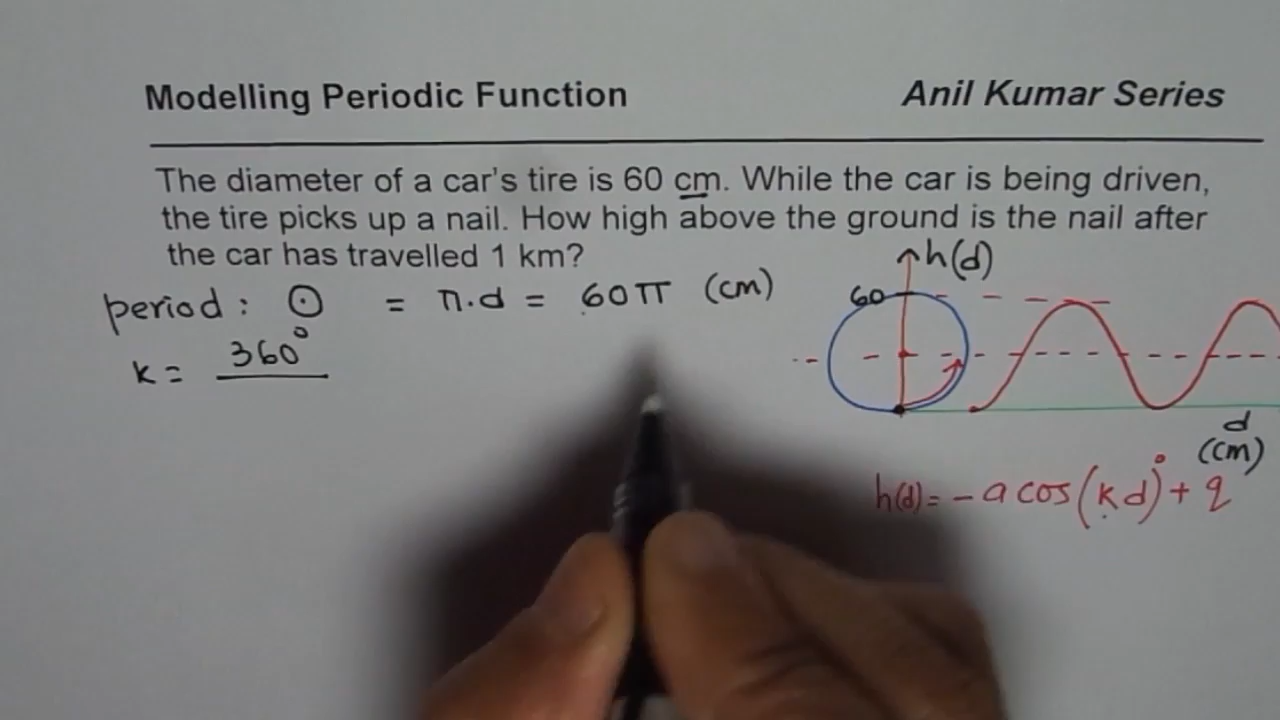 Modelling Periodic Function Anil Kumar Series
The diameter of a car's tire is 60 cm. While the car is being driven,
the tire picks up a nail. How high above the ground is the nail after
the car has travelled 1 km?
h(d)
period : ⊙ = π.d = 60π (cm)
60
k = 360°
d
(cm)
h(d) = - a cos(kd)° + q